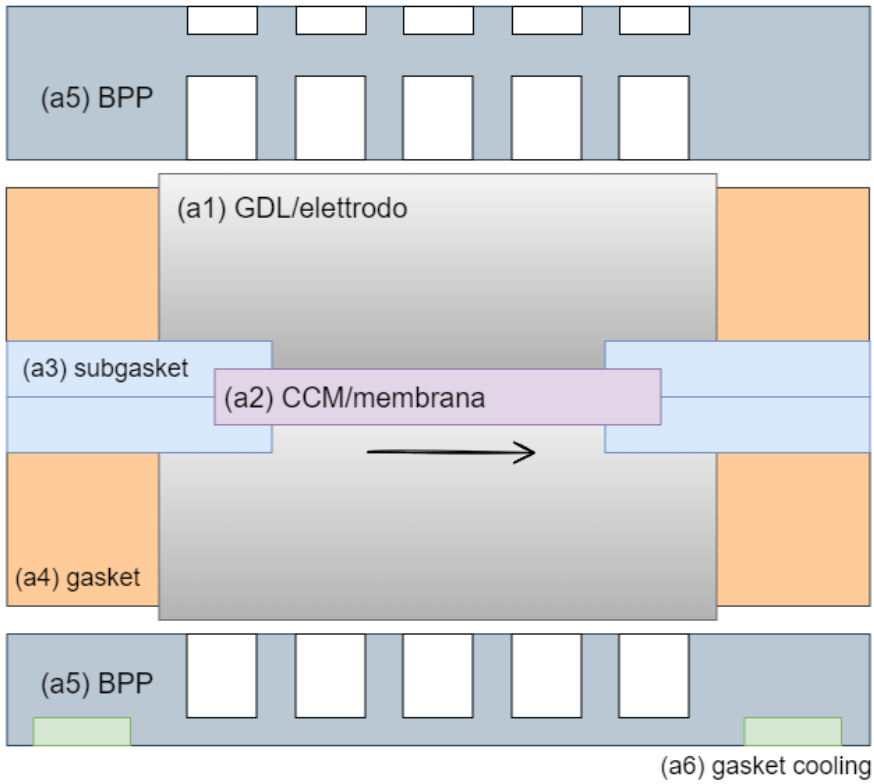 (a5) BPP
(a1) GDL/elettrodo
(a3) subgasket
(a2) CCM/membrana
(a4) gasket
(a5) BPP
(a6) gasket cooling